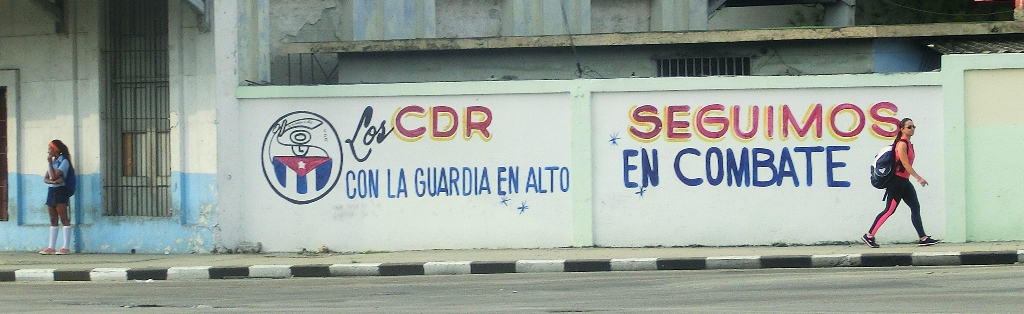 Los CDR
CON LA GUARDIA EN ALTO
SEGUIMOS
EN COMBATE